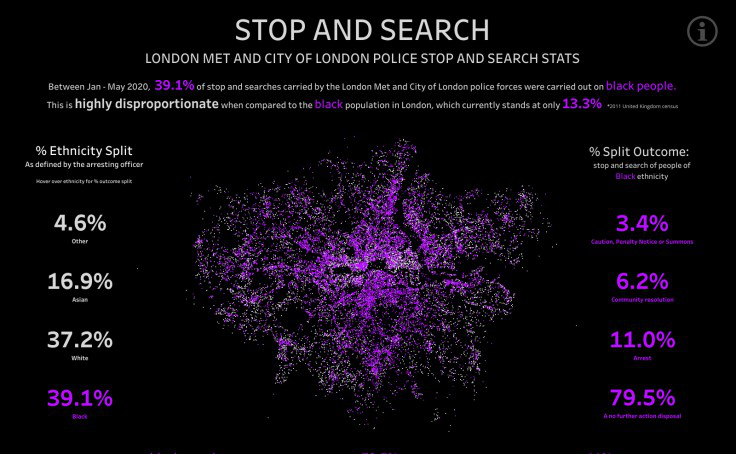 STOP AND SEARCH
LONDON MET AND CITY OF LONDON POLICE STOP AND SEARCH STATS
Between Jan - May 2020, 39.1% of stop and searches carried by the London Met and City of London police forces were carried out on black people.
This is highly disproportionate when compared to the black population in London, which currently stands at only 13.3% *2011 United Kingdom census
% Ethnicity Split
As defined by the arresting officer
Hover over ethnicity for % outcome split
4.6%
Other
16.9%
Asian
37.2%
White
39.1%
Black
% Split Outcome:
stop and search of people of
Black ethnicity
3.4%
Caution, Penalty Notice or Summons
6.2%
Community resolution
11.0%
Arrest
79.5%
A no further action disposal